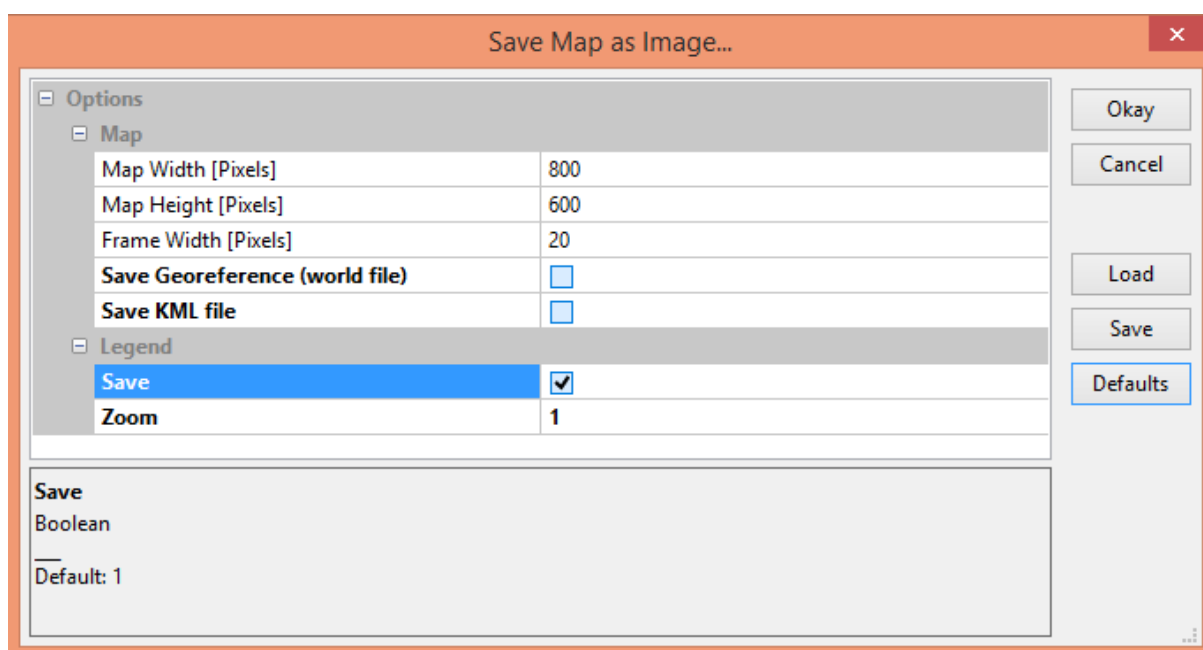 Save Map as Image...
Options
Map
Map Width [Pixels] 800
Map Height [Pixels] 600
Frame Width [Pixels] 20
Save Georeference (world file)
Save KML file
Legend
Save
Zoom 1
Okay
Cancel
Load
Save
Defaults
Save
Boolean
__
Default: 1